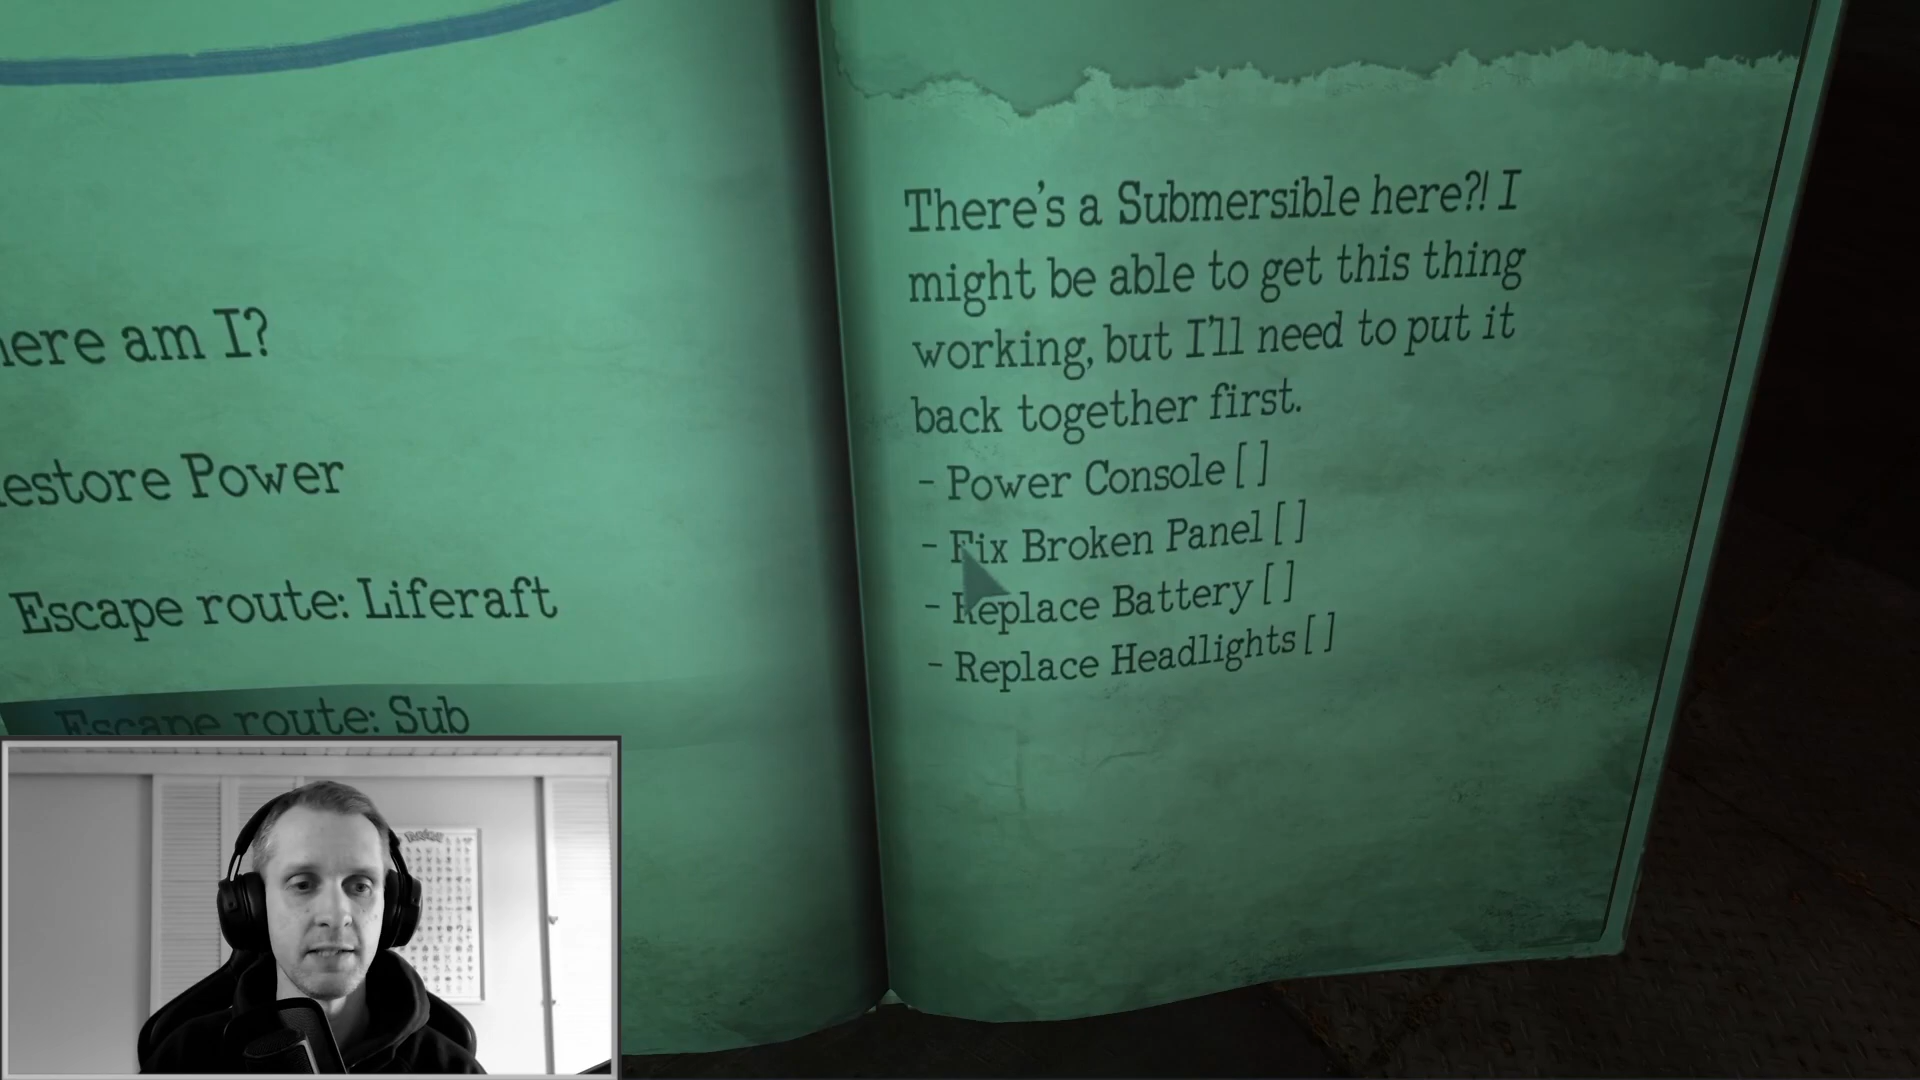 here am I?
estore Power
Escape route: Liferaft
Escape route: Sub
There's a Submersible here?! I
might be able to get this thing
working, but I'll need to put it
back together first.
- Power Console [ ]
- Fix Broken Panel [ ]
- Replace Battery [ ]
- Replace Headlights [ ]
Pokémon